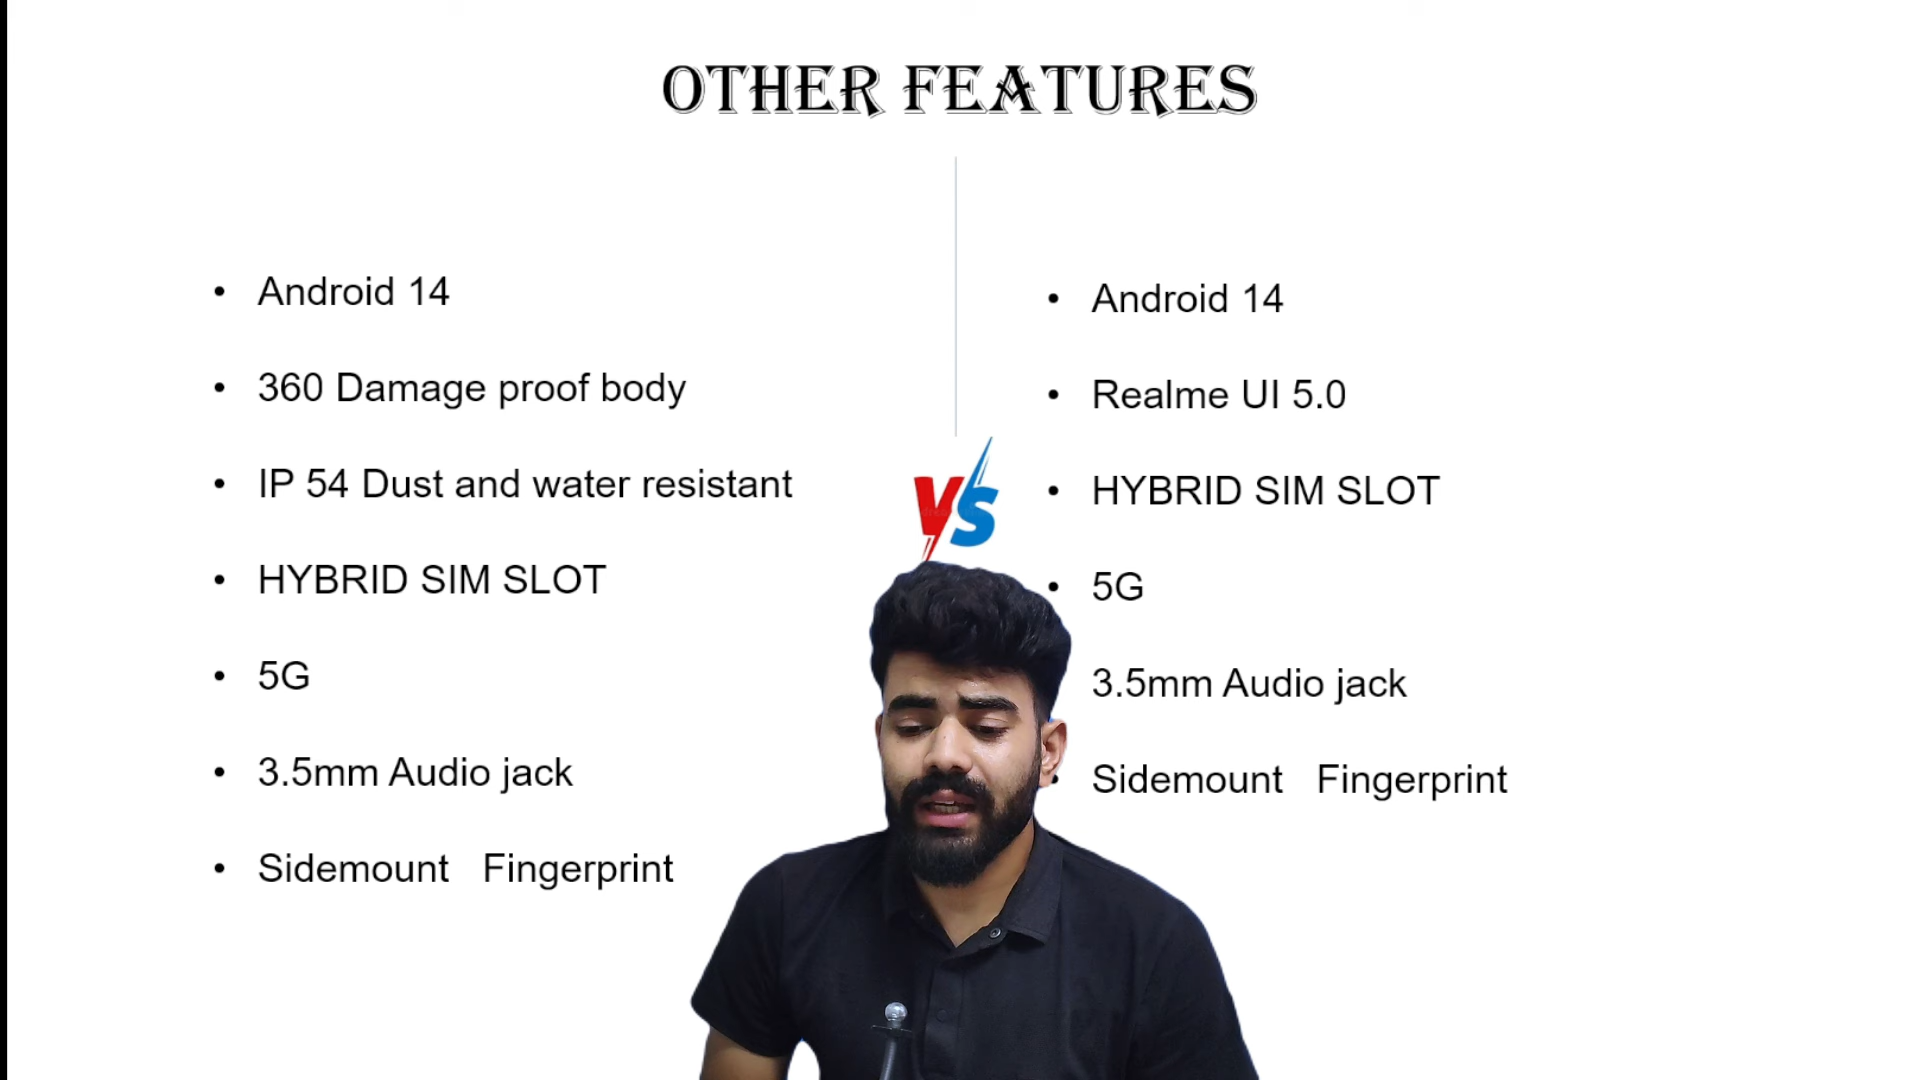 OTHER FEATURES
• Android 14
• 360 Damage proof body
• IP 54 Dust and water resistant
• HYBRID SIM SLOT
• 5G
• 3.5mm Audio jack
• Sidemount Fingerprint
VS
• Android 14
• Realme UI 5.0
• HYBRID SIM SLOT
• 5G
3.5mm Audio jack
• Sidemount Fingerprint